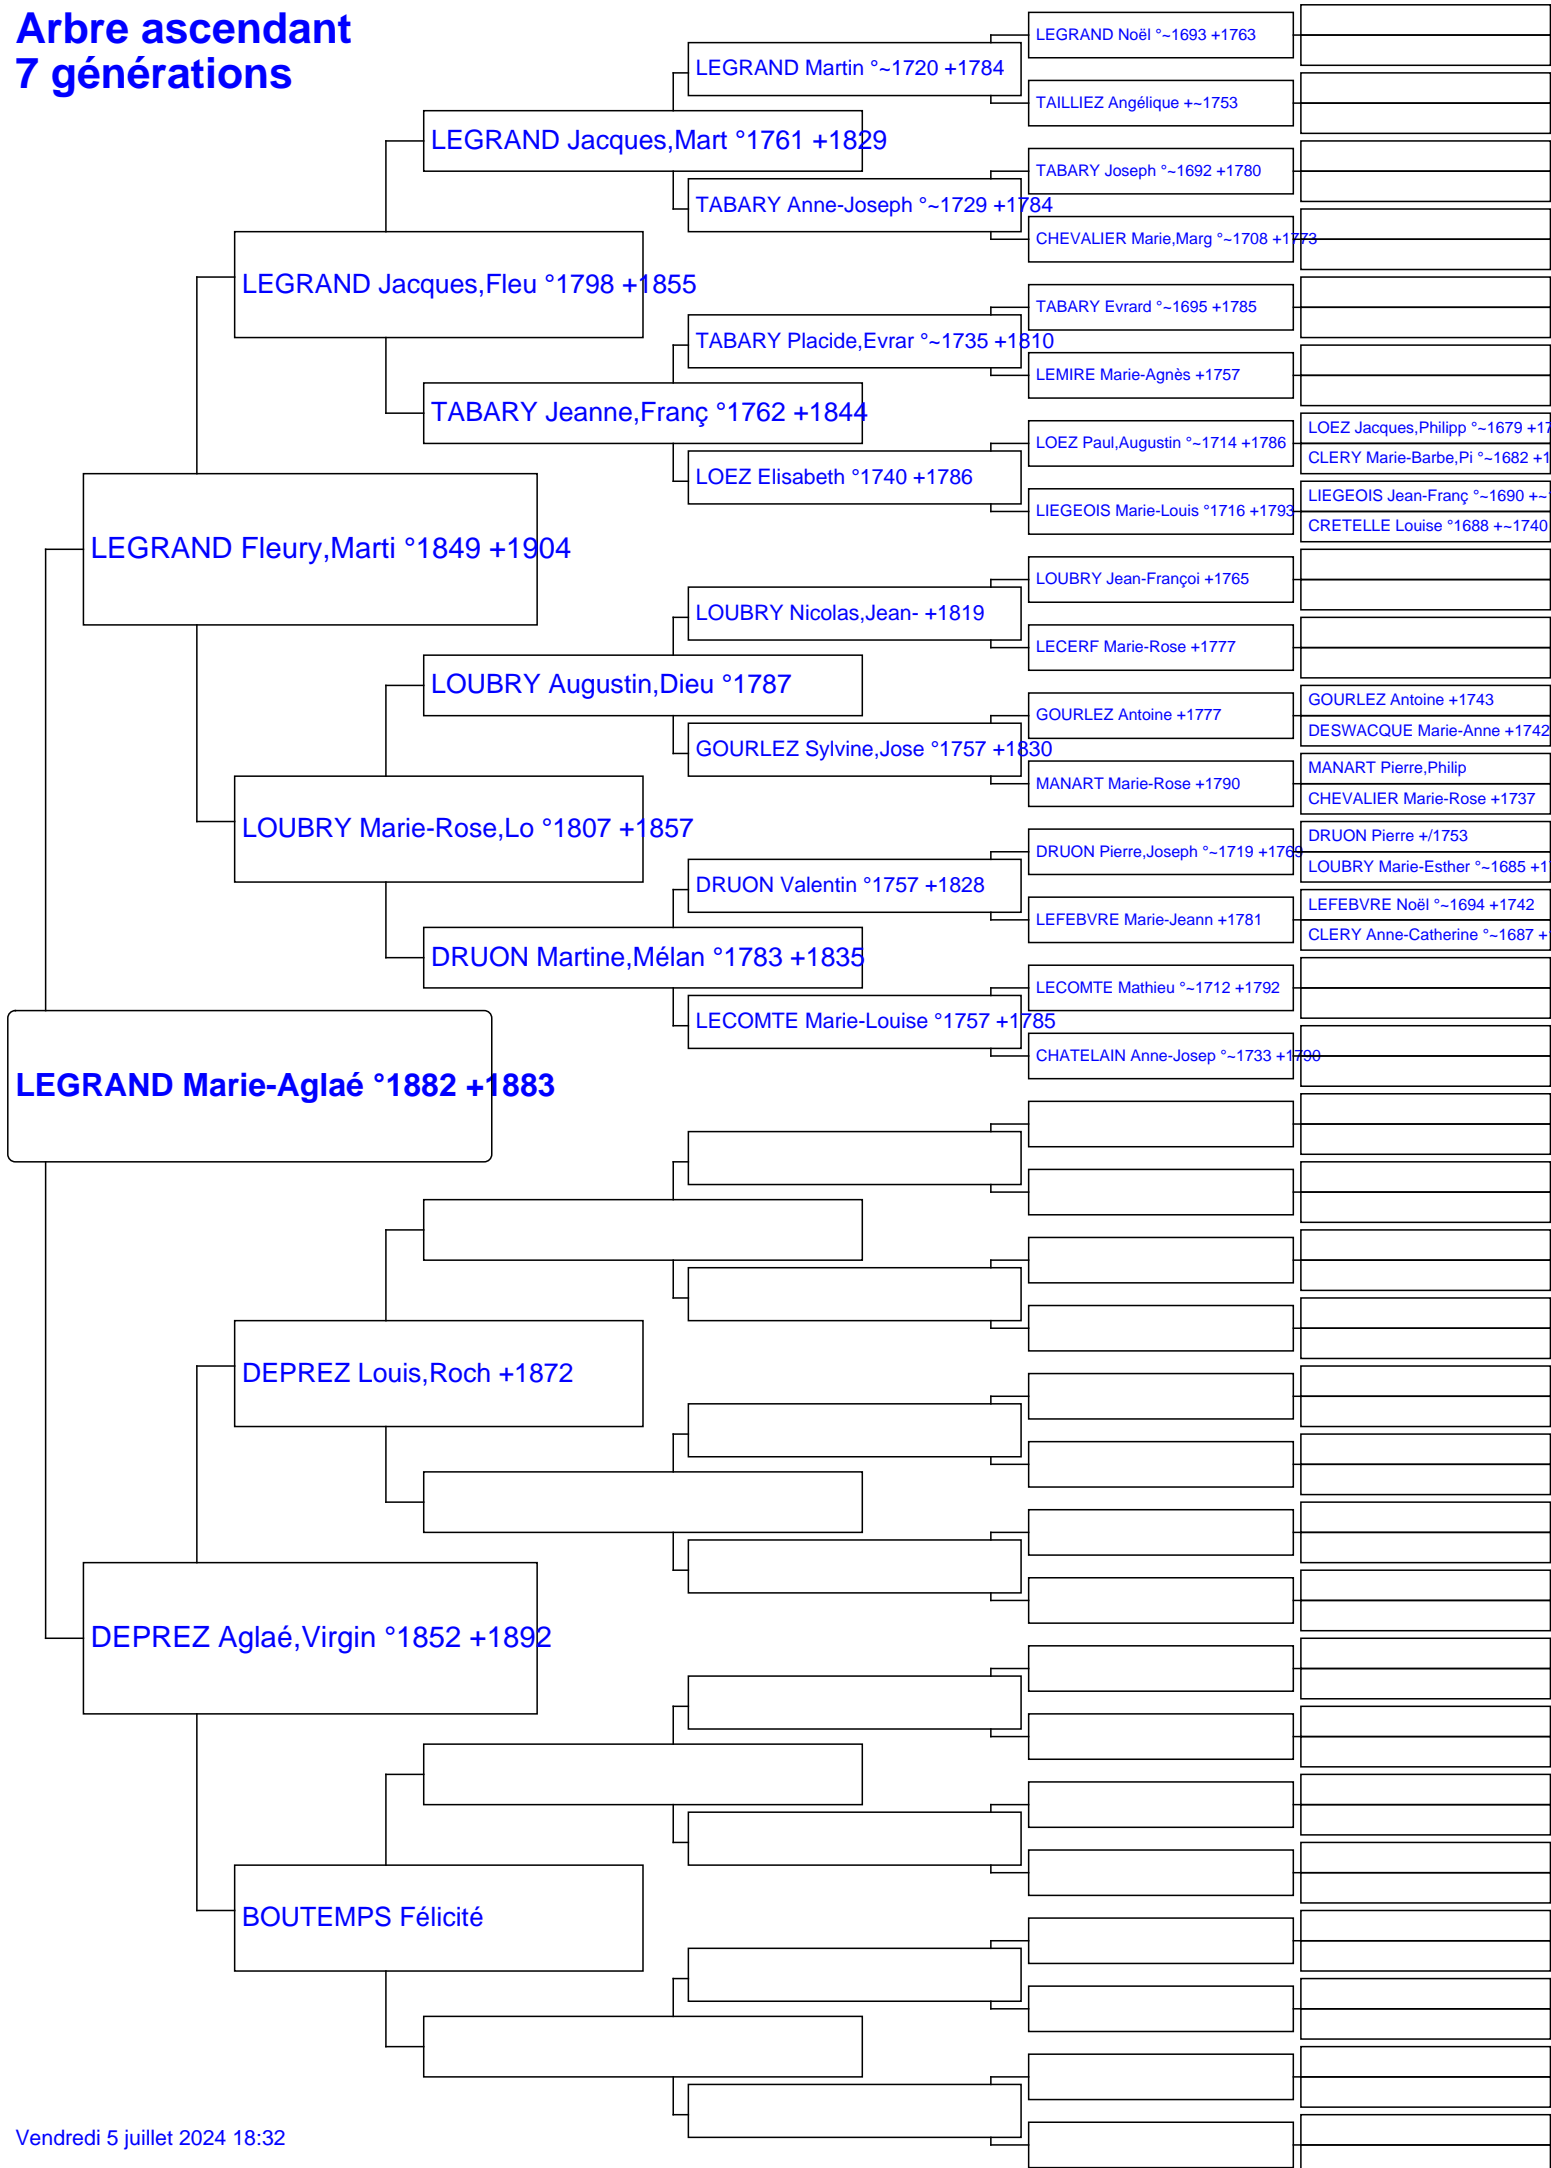 Arbre ascendant
7 générations
LEGRAND Noël °~1693 +1763
LEGRAND Martin °~1720 +1784
TAILLIEZ Angélique +~1753
LEGRAND Jacques,Mart °1761 +1829
TABARY Joseph °~1692 +1780
TABARY Anne-Joseph °~1729 +1784
CHEVALIER Marie,Marg °~1708 +1773
LEGRAND Jacques,Fleu °1798 +1855
TABARY Evrard °~1695 +1785
TABARY Placide,Evrar °~1735 +1810
LEMIRE Marie-Agnès +1757
TABARY Jeanne,Franç °1762 +1844
LOEZ Jacques,Philipp °~1679 +17
LOEZ Paul,Augustin °~1714 +1786
CLERY Marie-Barbe,Pi °~1682 +1
LOEZ Elisabeth °1740 +1786
LIEGEOIS Jean-Franç °~1690 +~
LIEGEOIS Marie-Louis °1716 +1793
CRETELLE Louise °1688 +~1740
LEGRAND Fleury,Marti °1849 +1904
LOUBRY Jean-Françoi +1765
LOUBRY Nicolas,Jean- +1819
LECERF Marie-Rose +1777
LOUBRY Augustin,Dieu °1787
GOURLEZ Antoine +1743
GOURLEZ Antoine +1777
DESWACQUE Marie-Anne +1742
GOURLEZ Sylvine,Jose °1757 +1830
MANART Pierre,Philip
MANART Marie-Rose +1790
CHEVALIER Marie-Rose +1737
LOUBRY Marie-Rose,Lo °1807 +1857
DRUON Pierre +/1753
DRUON Pierre,Joseph °~1719 +1769
LOUBRY Marie-Esther °~1685 +1
DRUON Valentin °1757 +1828
LEFEBVRE Noël °~1694 +1742
LEFEBVRE Marie-Jeann +1781
CLERY Anne-Catherine °~1687 +
DRUON Martine,Mélan °1783 +1835
LECOMTE Mathieu °~1712 +1792
LECOMTE Marie-Louise °1757 +1785
CHATELAIN Anne-Josep °~1733 +1790
LEGRAND Marie-Aglaé °1882 +1883
DEPREZ Louis,Roch +1872
DEPREZ Aglaé,Virgin °1852 +1892
BOUTEMPS Félicité
Vendredi 5 juillet 2024 18:32